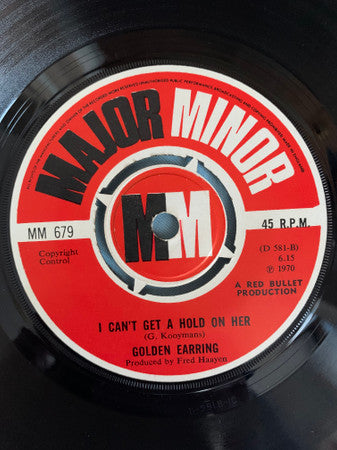 MAJOR MINOR
MM
MM 679
45 R.P.M.
Copyright
Control
(D 581-B)
6.15
℗ 1970
A RED BULLET
PRODUCTION
I CAN'T GET A HOLD ON HER
(G. Kooymans)
GOLDEN EARRING
Produced by Fred Haayen